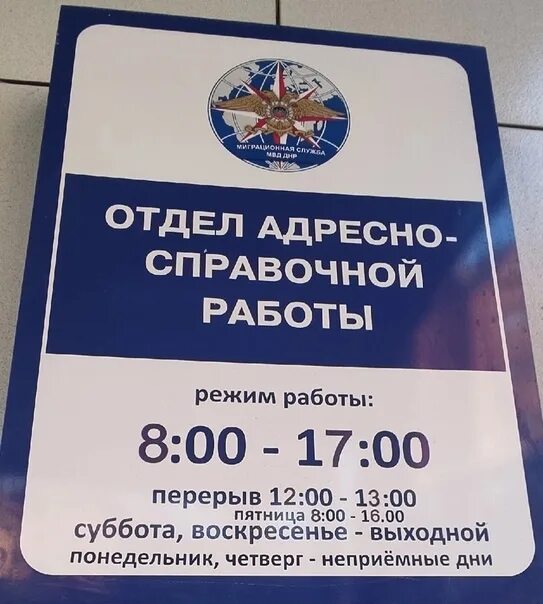 МИГРАЦИОННАЯ СЛУЖБА
МВД ДНР
ОТДЕЛ АДРЕСНО-
СПРАВОЧНОЙ
РАБОТЫ
режим работы:
8:00 - 17:00
перерыв 12:00 - 13:00
пятница 8:00 - 16.00
суббота, воскресенье - выходной
понедельник, четверг - неприёмные дни